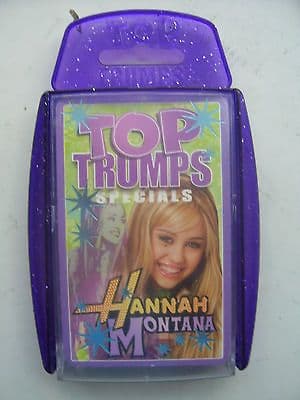 TOP
TRUMPS
SPECIALS
HANNAH
MONTANA